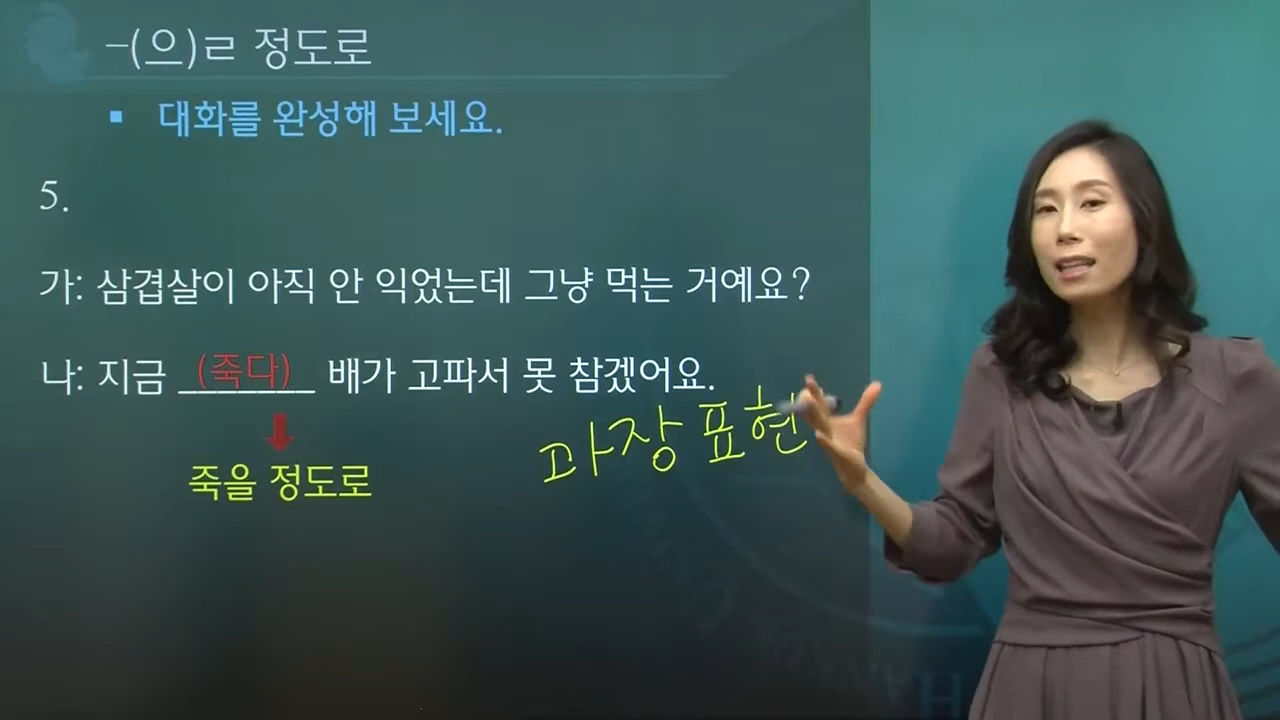 -(으)ㄹ 정도로
▪ 대화를 완성해 보세요.
5.
가: 삼겹살이 아직 안 익었는데 그냥 먹는 거예요?
나: 지금 (죽다) 배가 고파서 못 참겠어요.
죽을 정도로
과장 표현